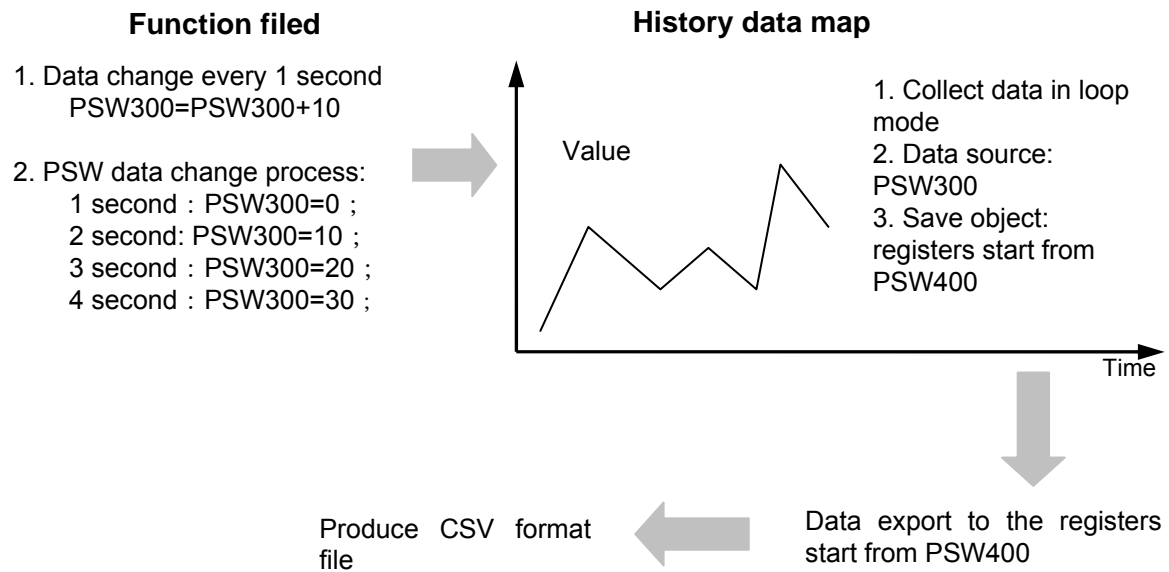 Function filed
1. Data change every 1 second
PSW300=PSW300+10
2. PSW data change process:
1 second：PSW300=0；
2 second: PSW300=10；
3 second：PSW300=20；
4 second：PSW300=30；
History data map
Value
1. Collect data in loop
mode
2. Data source:
PSW300
3. Save object:
registers start from
PSW400
Time
Data export to the registers
start from PSW400
Produce CSV format
file